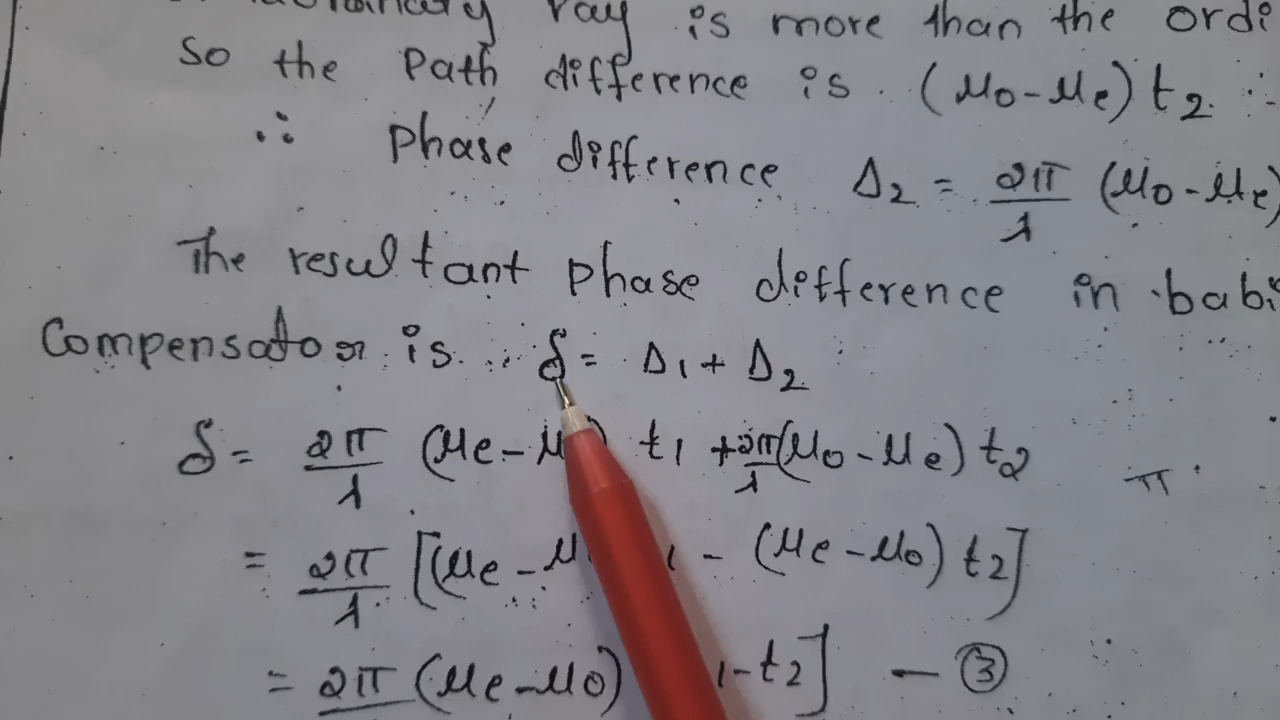 ray is more than the
so the Path difference is (μo-μe) t2
∴ phase difference Δ2 = 2π/λ (μo-μe)
The resultant phase difference in
Compensator is δ = Δ1 + Δ2
δ = 2π/λ (μe-μ ) t1 + 2π/λ (μo-μe) t2
π
= 2π/λ [(μe-μ 1 - (μe-μo) t2]
= 2π (μe-μo) 1-t2] — ③